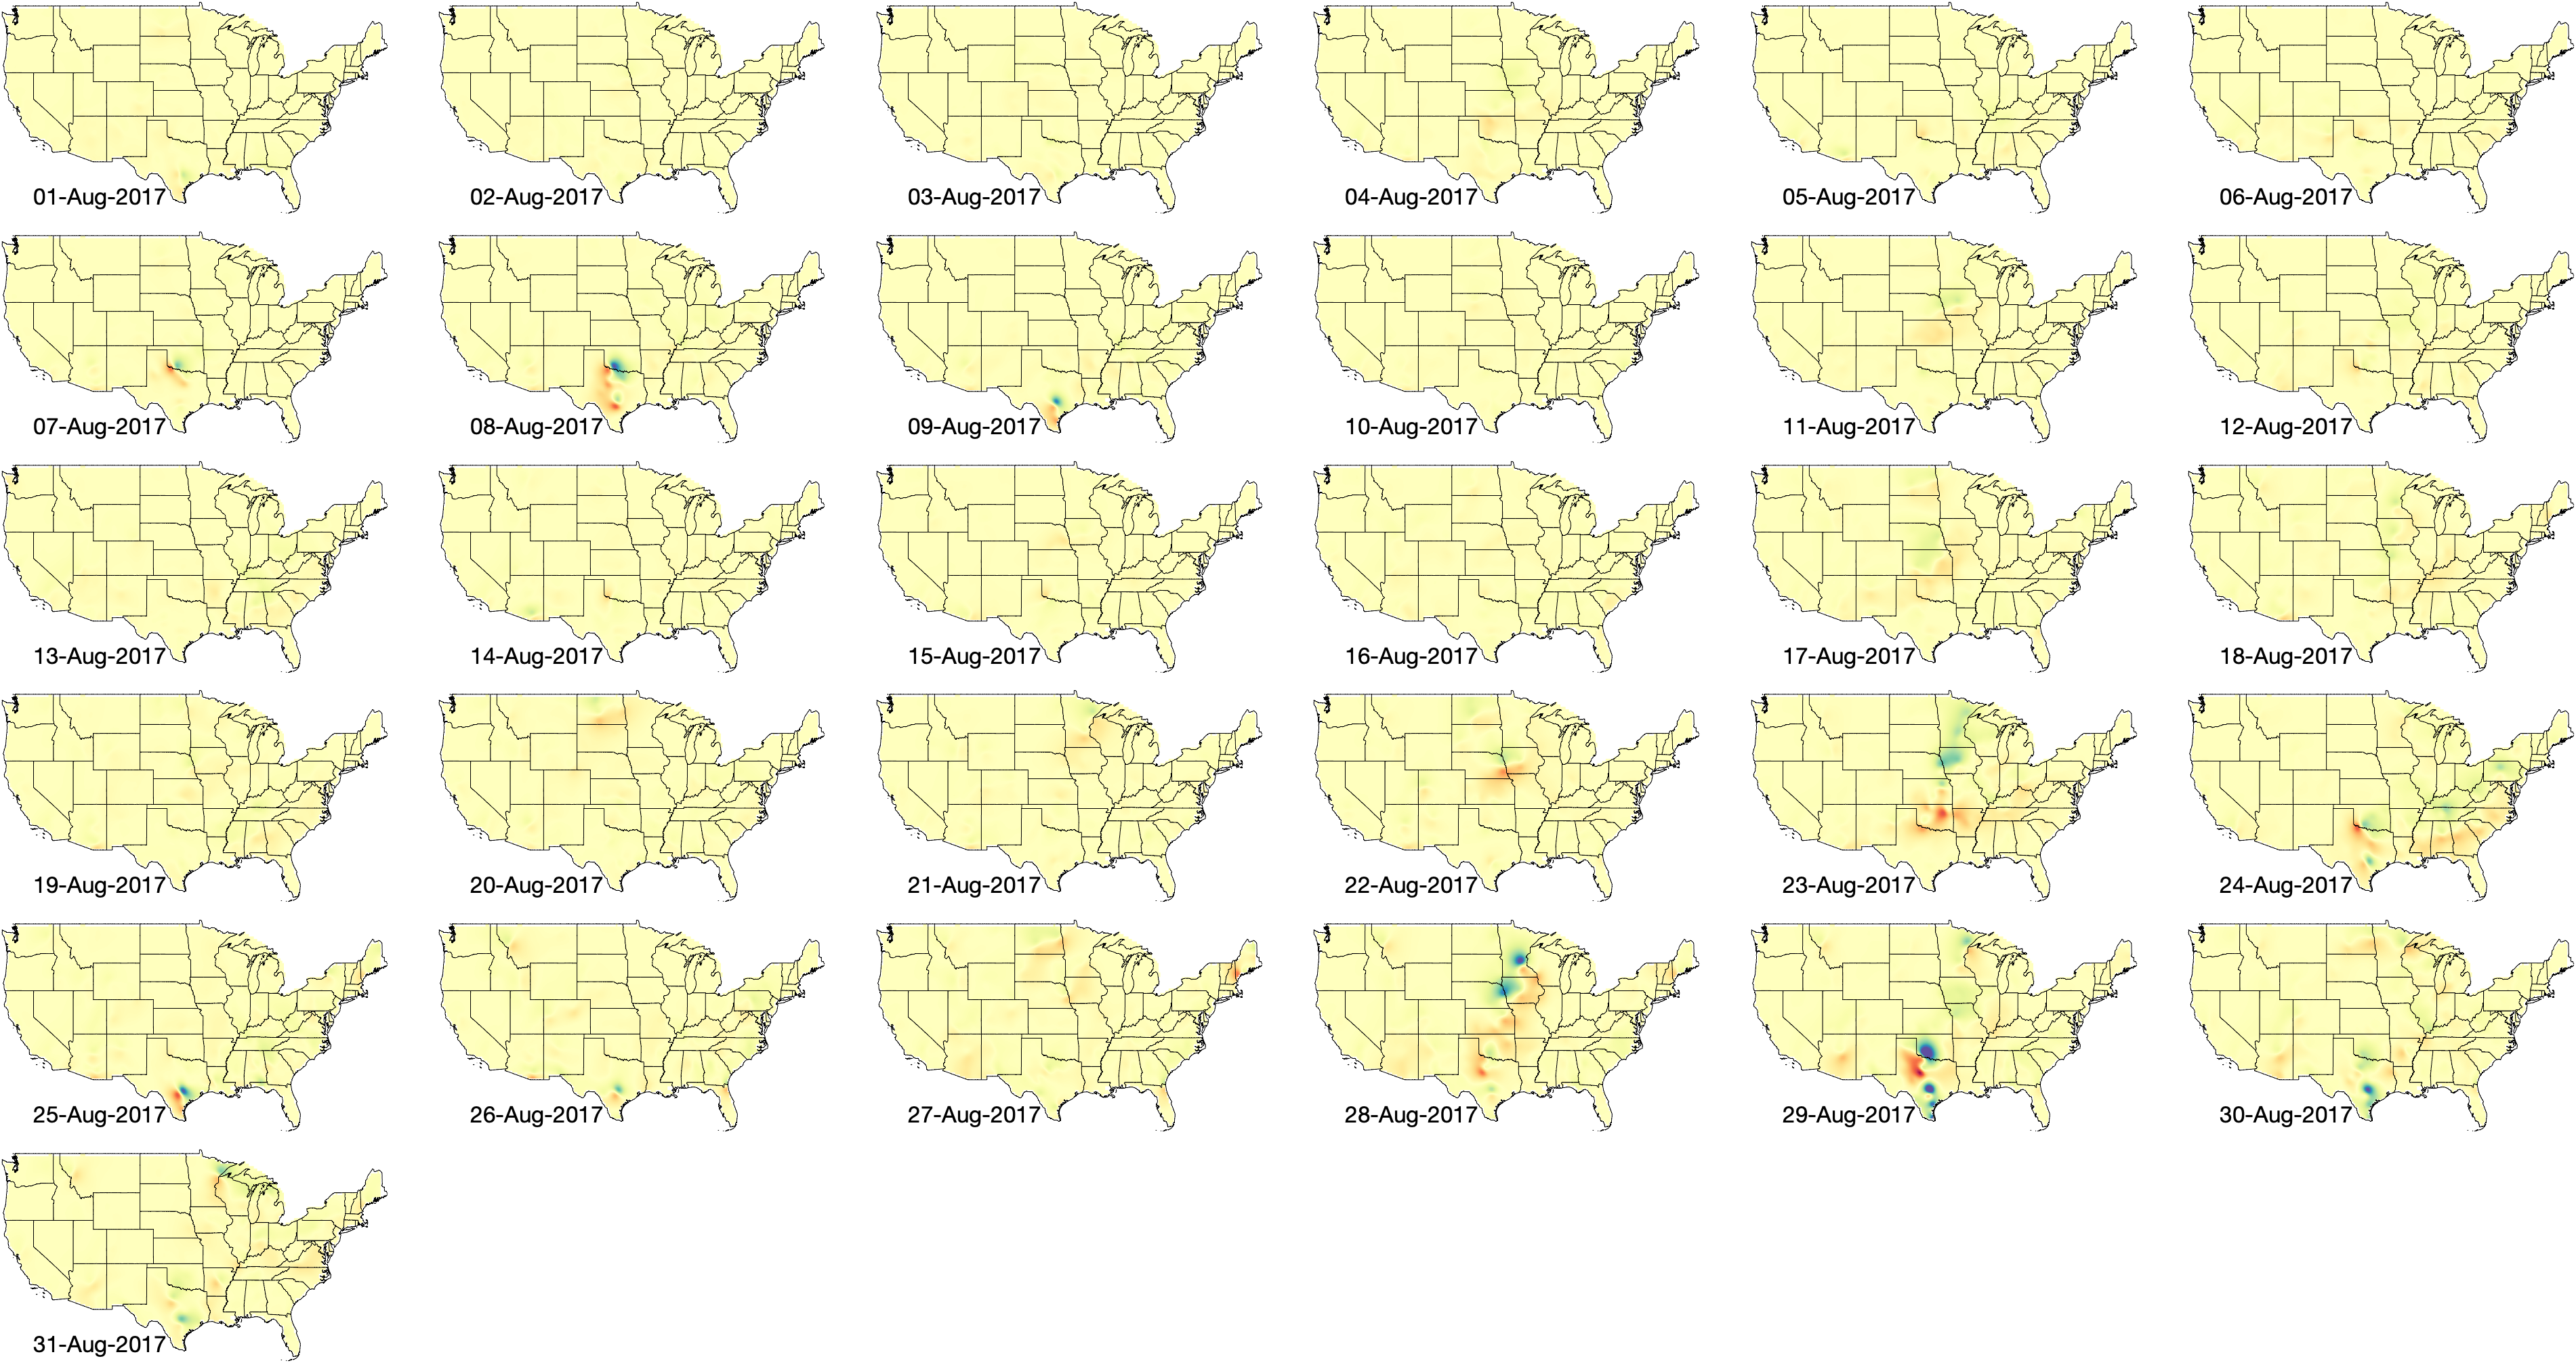 01-Aug-2017 02-Aug-2017 03-Aug-2017 04-Aug-2017 05-Aug-2017 06-Aug-2017
07-Aug-2017 08-Aug-2017 09-Aug-2017 10-Aug-2017 11-Aug-2017 12-Aug-2017
13-Aug-2017 14-Aug-2017 15-Aug-2017 16-Aug-2017 17-Aug-2017 18-Aug-2017
19-Aug-2017 20-Aug-2017 21-Aug-2017 22-Aug-2017 23-Aug-2017 24-Aug-2017
25-Aug-2017 26-Aug-2017 27-Aug-2017 28-Aug-2017 29-Aug-2017 30-Aug-2017
31-Aug-2017